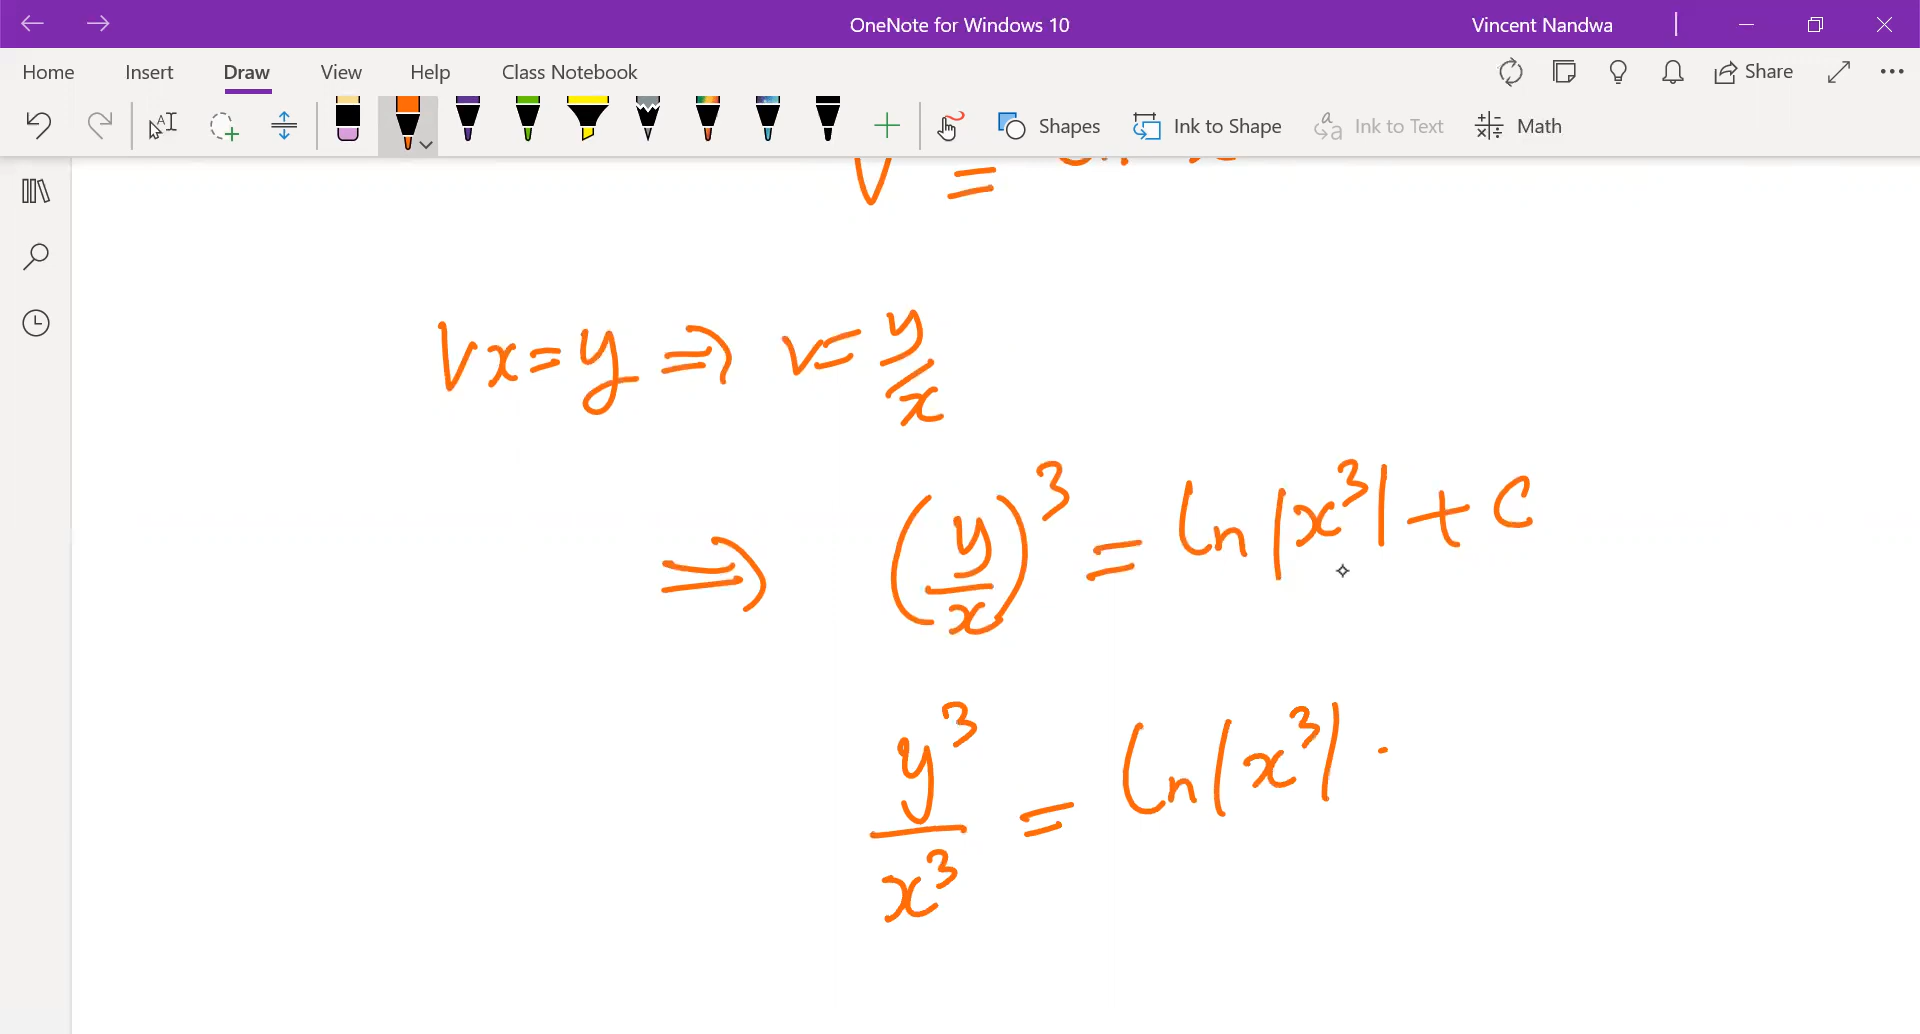 OneNote for Windows 10
Vincent Nandwa
Home Insert Draw View Help Class Notebook Share
Shapes Ink to Shape Ink to Text Math
V =
Vx = y ⇒ v = y/x
⇒ (y/x)³ = ln|x³| + C
y³/x³ = ln|x³|